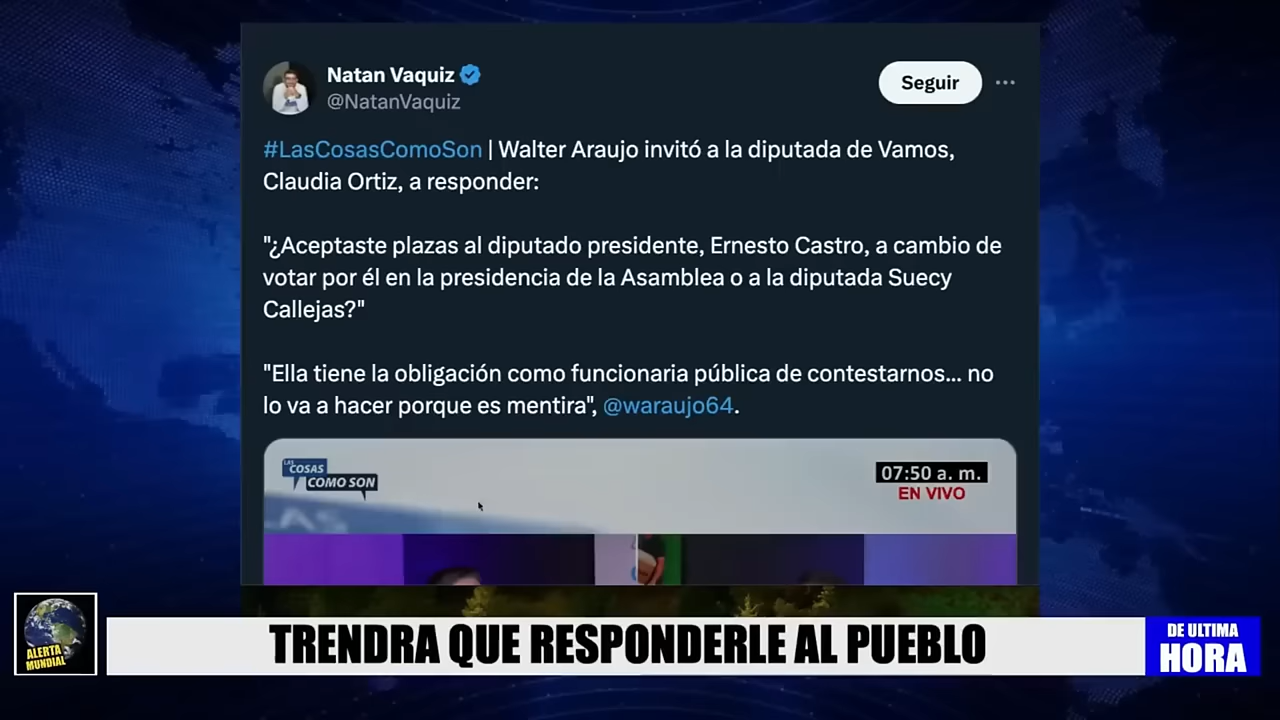 Natan Vaquiz
@NatanVaquiz
Seguir
#LasCosasComoSon | Walter Araujo invitó a la diputada de Vamos,
Claudia Ortiz, a responder:
"¿Aceptaste plazas al diputado presidente, Ernesto Castro, a cambio de
votar por él en la presidencia de la Asamblea o a la diputada Suecy
Callejas?"
"Ella tiene la obligación como funcionaria pública de contestarnos... no
lo va a hacer porque es mentira", @waraujo64.
LAS
COSAS
COMO SON
07:50 a. m.
EN VIVO
LAS
ALERTA
MUNDIAL
TRENDRA QUE RESPONDERLE AL PUEBLO
DE ULTIMA
HORA